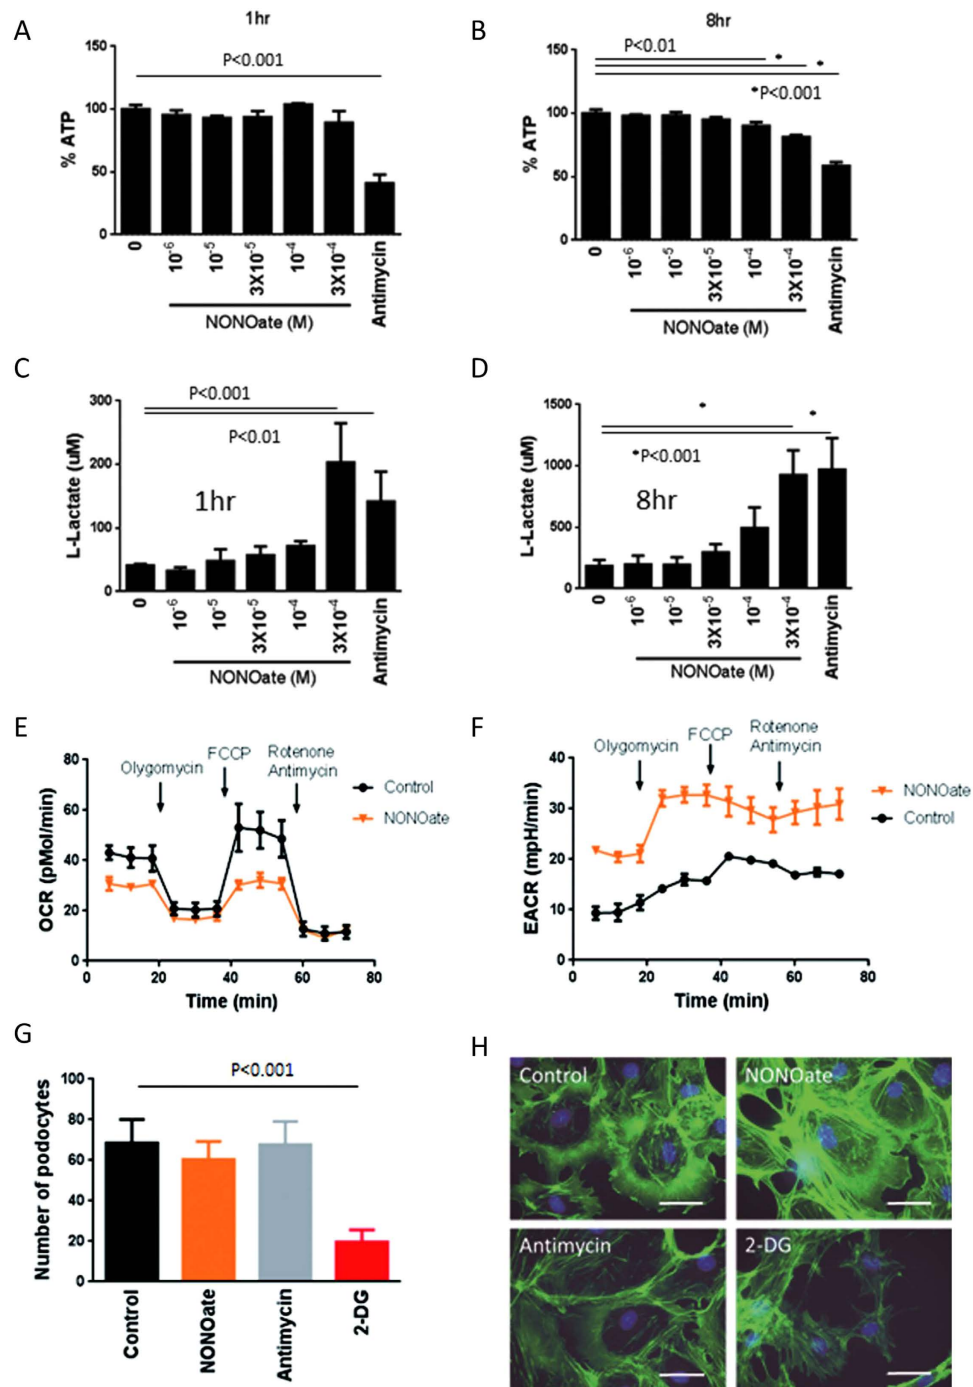 A
1hr
150
100
50
0
% ATP
P<0.001
0
10⁻⁶
10⁻⁵
3X10⁻⁵
10⁻⁴
3X10⁻⁴
Antimycin
NONOate (M)
B
8hr
150
100
50
0
% ATP
P<0.01
*
*
*P<0.001
0
10⁻⁶
10⁻⁵
3X10⁻⁵
10⁻⁴
3X10⁻⁴
Antimycin
NONOate (M)
C
300
200
100
0
L-Lactate (uM)
P<0.001
P<0.01
1hr
0
10⁻⁶
10⁻⁵
3X10⁻⁵
10⁻⁴
3X10⁻⁴
Antimycin
NONOate (M)
D
1500
1000
500
0
L-Lactate (uM)
*
*
*P<0.001
8hr
0
10⁻⁶
10⁻⁵
3X10⁻⁵
10⁻⁴
3X10⁻⁴
Antimycin
NONOate (M)
E
80
60
40
20
0
OCR (pMol/min)
Olygomycin
FCCP
Rotenone
Antimycin
Control
NONOate
0
20
40
60
80
Time (min)
F
40
30
20
10
0
EACR (mpH/min)
Olygomycin
FCCP
Rotenone
Antimycin
NONOate
Control
0
20
40
60
80
Time (min)
G
100
80
60
40
20
0
Number of podocytes
P<0.001
Control
NONOate
Antimycin
2-DG
H
Control
NONOate
Antimycin
2-DG